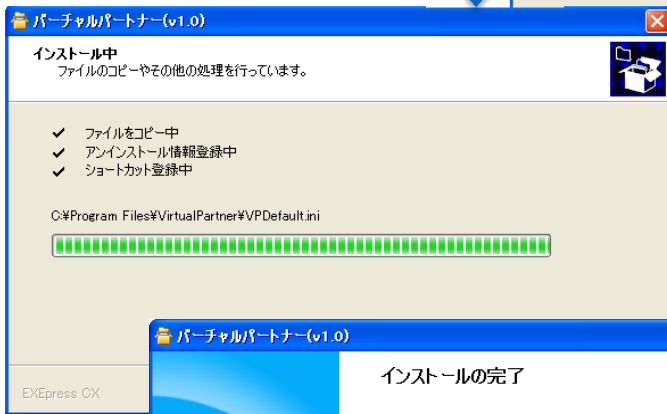 バーチャルパートナー(v1.0)
インストール中
ファイルのコピーやその他の処理を行っています。
ファイルをコピー中
アンインストール情報登録中
ショートカット登録中
C:¥Program Files¥VirtualPartner¥VPDefault.ini
バーチャルパートナー(v1.0)
インストールの完了
EXEpress CX